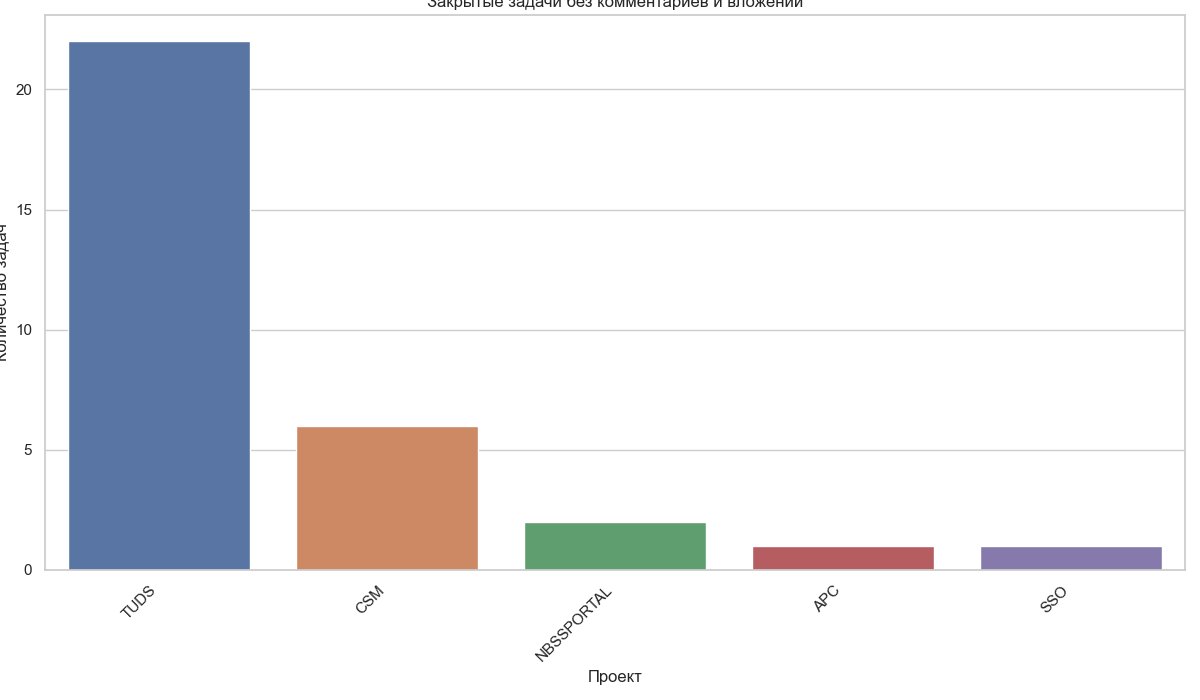 Закрытые задачи без комментариев и вложений
Количество задач
20
15
10
5
0
TUDS
CSM
NBSSPORTAL
APC
SSO
Проект